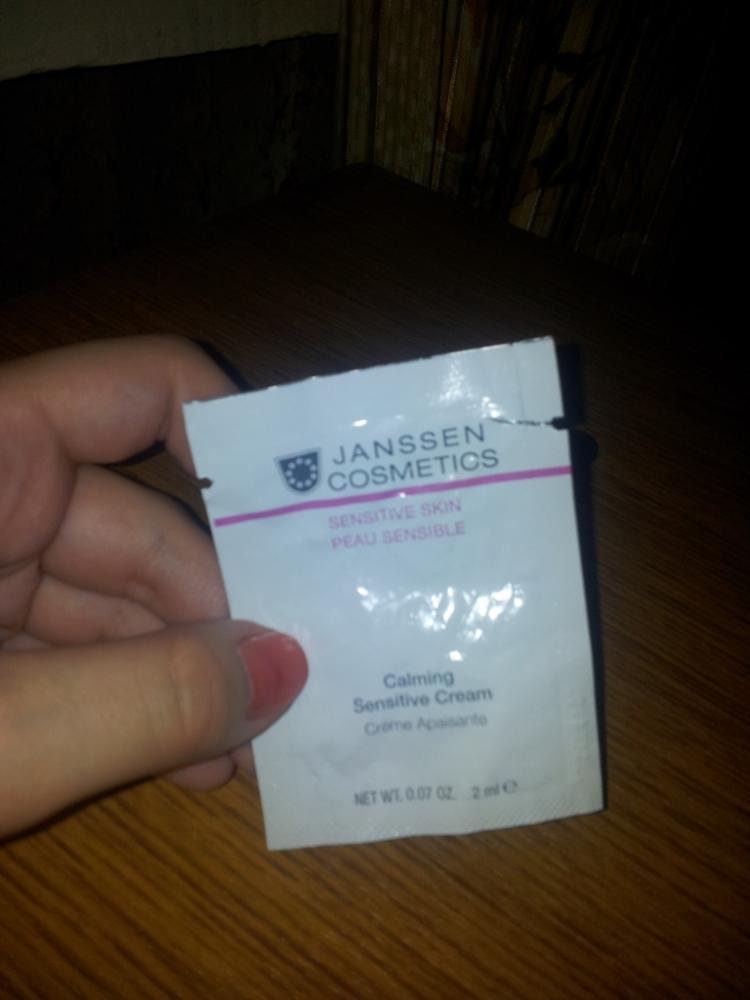 JANSSEN
COSMETICS
SENSITIVE SKIN
PEAU SENSIBLE
Calming
Sensitive Cream
Crème Apaisante
NET WT. 0.07 OZ. 2 ml ℮